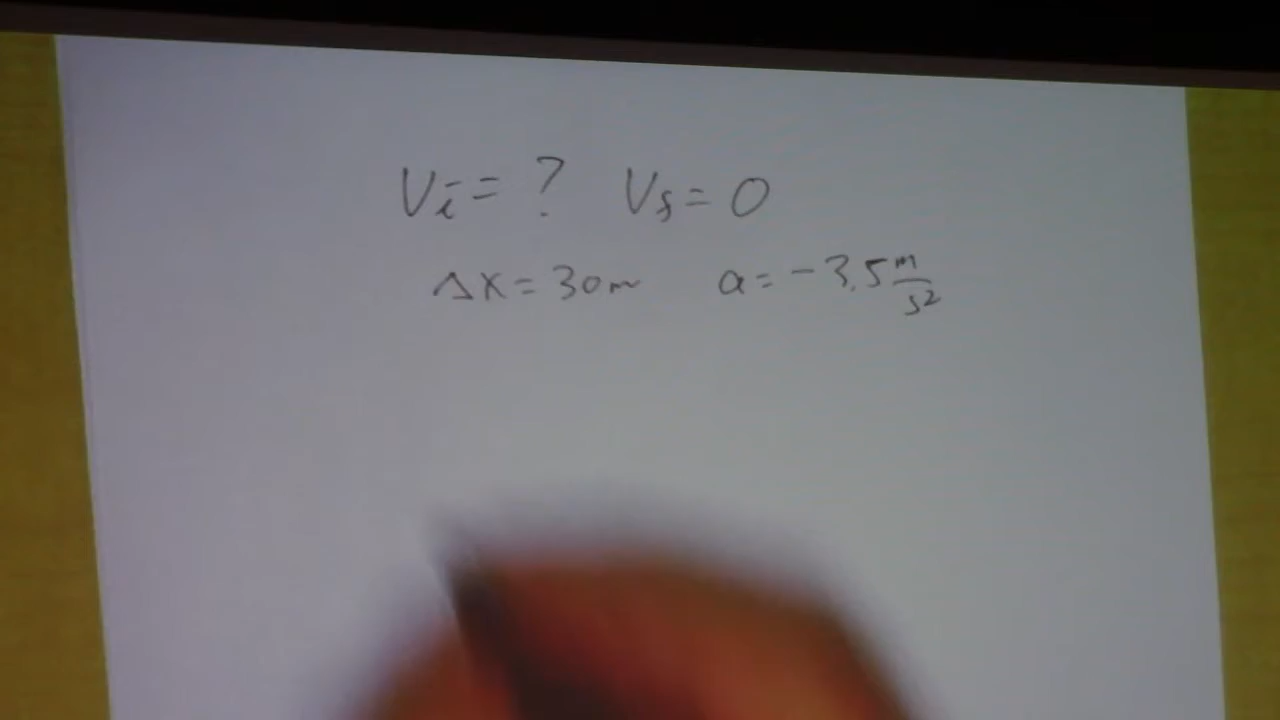 Vi = ? Vf = 0
Δx = 30m a = -3.5 m/s²